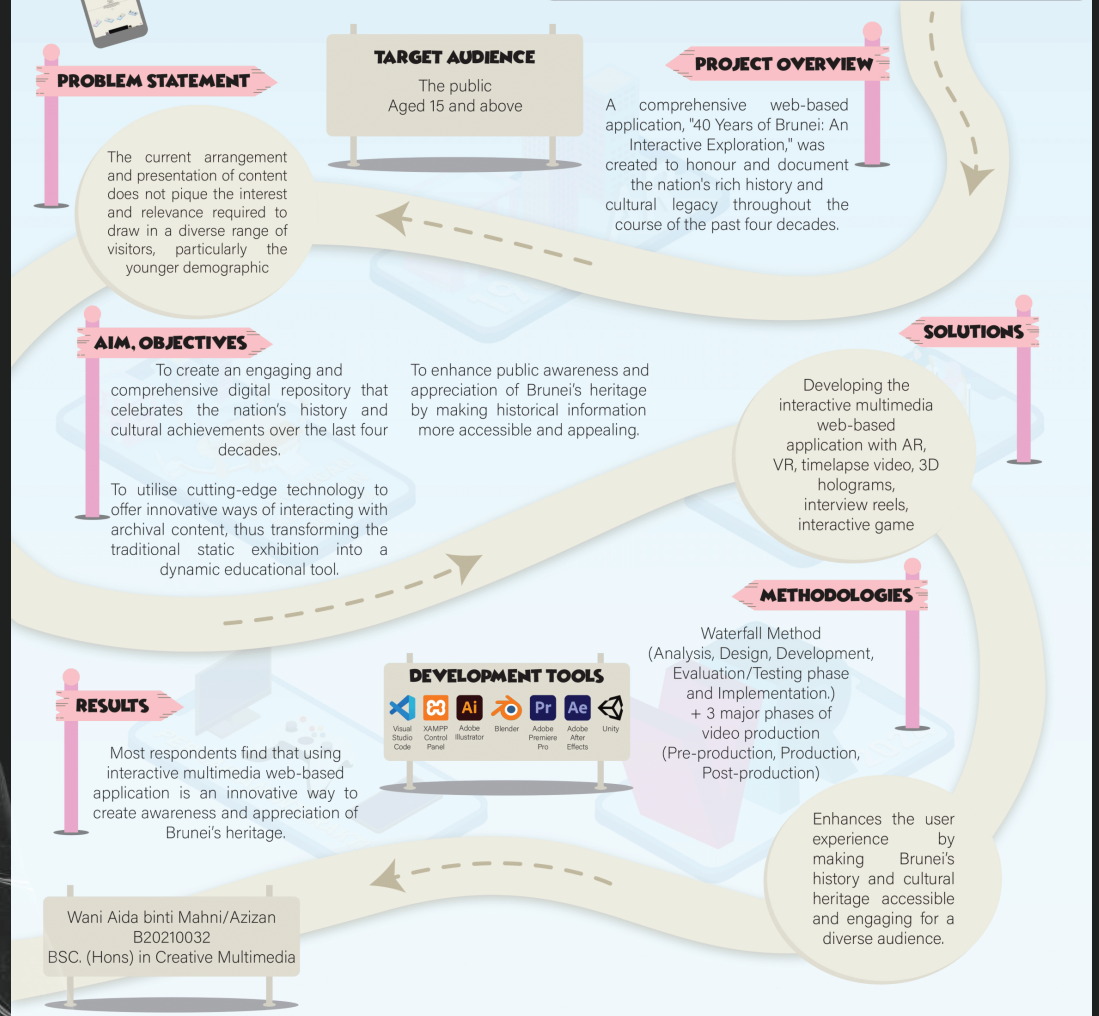 PROJECT OVERVIEW
A comprehensive web-based
application, "40 Years of Brunei: An
Interactive Exploration," was
created to honour and document
the nation's rich history and
cultural legacy throughout the
course of the past four decades.
TARGET AUDIENCE
The public
Aged 15 and above
PROBLEM STATEMENT
The current arrangement
and presentation of content
does not pique the interest
and relevance required to
draw in a diverse range of
visitors, particularly the
younger demographic
AIM, OBJECTIVES
To create an engaging and
comprehensive digital repository that
celebrates the nation's history and
cultural achievements over the last four
decades.
To utilise cutting-edge technology to
offer innovative ways of interacting with
archival content, thus transforming the
traditional static exhibition into a
dynamic educational tool.
To enhance public awareness and
appreciation of Brunei's heritage
by making historical information
more accessible and appealing.
SOLUTIONS
Developing the
interactive multimedia
web-based
application with AR,
VR, timelapse video, 3D
holograms,
interview reels,
interactive game
METHODOLOGIES
Waterfall Method
(Analysis, Design, Development,
Evaluation/Testing phase
and Implementation.)
+ 3 major phases of
video production
(Pre-production, Production,
Post-production)
Enhances the user
experience by
making Brunei's
history and cultural
heritage accessible
and engaging for a
diverse audience.
DEVELOPMENT TOOLS
Ai
Pr
Ae
Visual
Studio
Code
XAMPP
Control
Panel
Adobe
Illustrator
Blender
Adobe
Premiere
Pro
Adobe
After
Effects
Unity
RESULTS
Most respondents find that using
interactive multimedia web-based
application is an innovative way to
create awareness and appreciation of
Brunei's heritage.
Wani Aida binti Mahni/Azizan
B20210032
BSC. (Hons) in Creative Multimedia